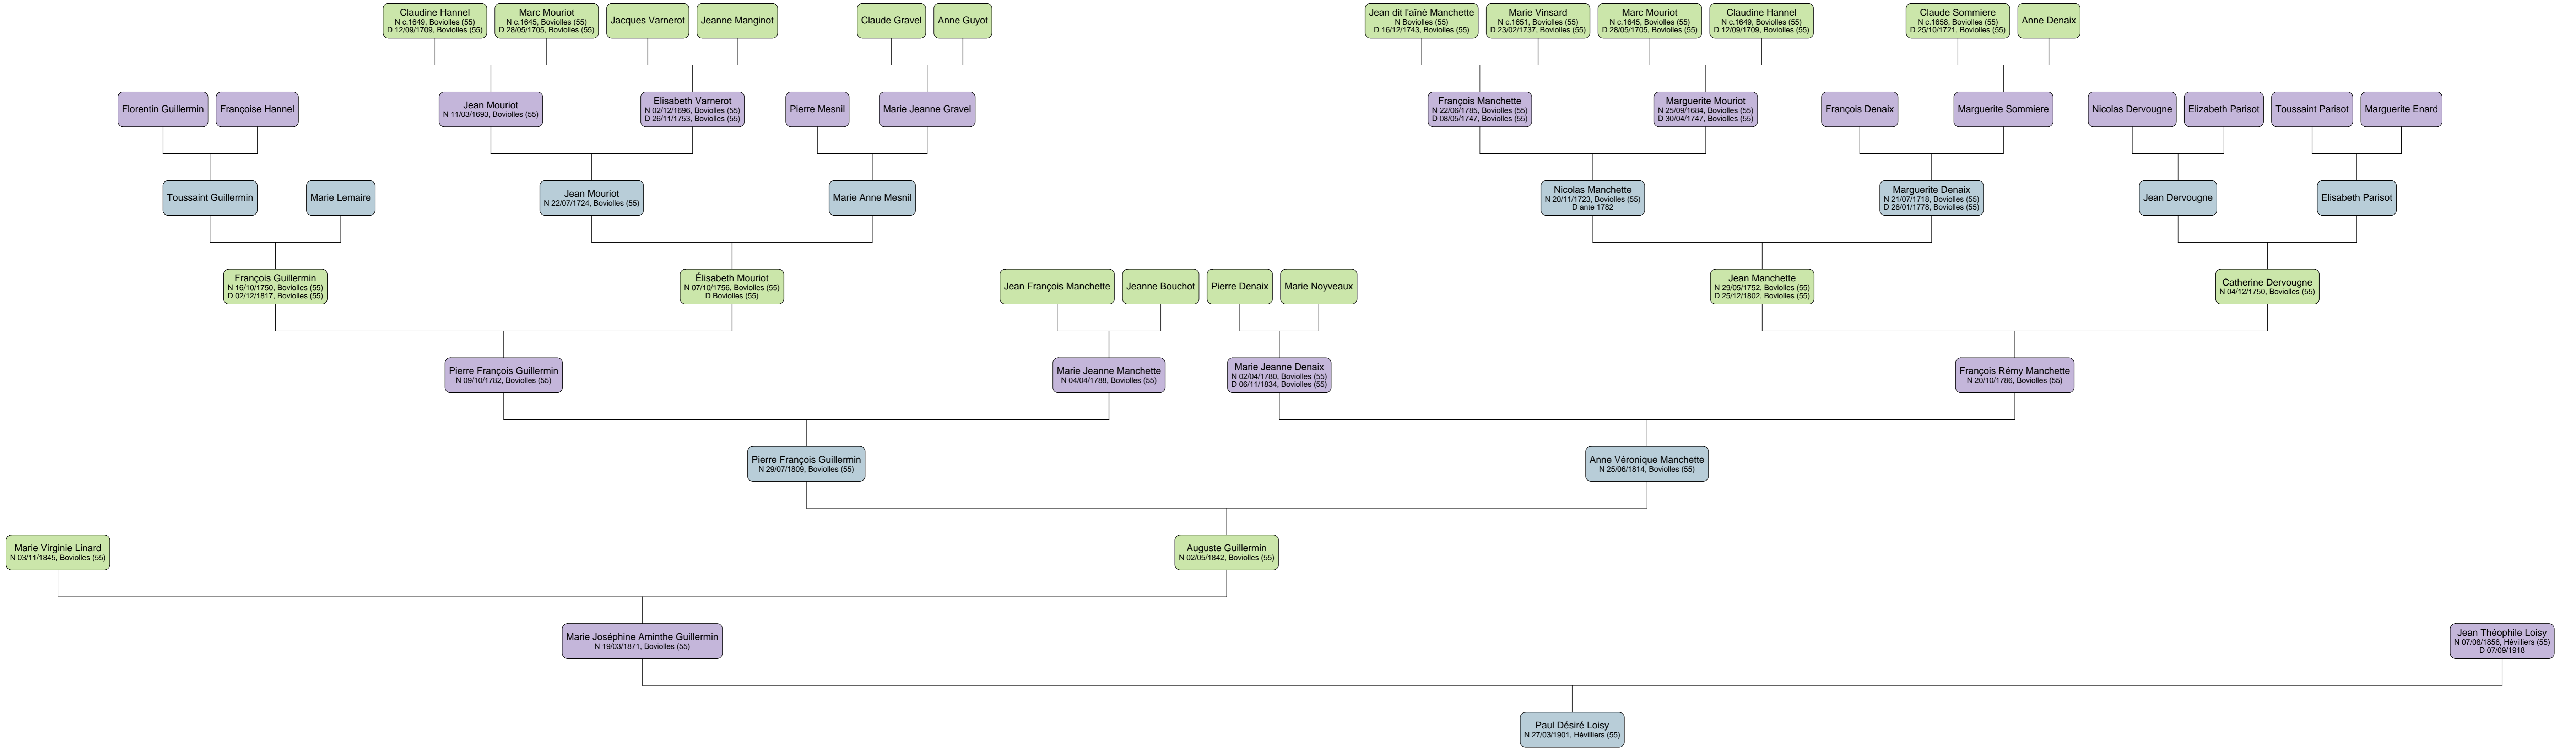 Claudine Hannel
N c.1649, Boviolles (55)
D 12/09/1709, Boviolles (55)
Marc Mouriot
N c.1645, Boviolles (55)
D 28/05/1705, Boviolles (55)
Jacques Varnerot
Jeanne Manginot
Claude Gravel
Anne Guyot
Jean dit l'aîné Manchette
N Boviolles (55)
D 16/12/1743, Boviolles (55)
Marie Vinsard
N c.1651, Boviolles (55)
D 23/02/1737, Boviolles (55)
Marc Mouriot
N c.1645, Boviolles (55)
D 28/05/1705, Boviolles (55)
Claudine Hannel
N c.1649, Boviolles (55)
D 12/09/1709, Boviolles (55)
Claude Sommiere
N c.1658, Boviolles (55)
D 25/10/1721, Boviolles (55)
Anne Denaix
Florentin Guillermin
Françoise Hannel
Jean Mouriot
N 11/03/1693, Boviolles (55)
Elisabeth Varnerot
N 02/12/1696, Boviolles (55)
D 26/11/1753, Boviolles (55)
Pierre Mesnil
Marie Jeanne Gravel
François Manchette
N 22/06/1785, Boviolles (55)
D 08/05/1747, Boviolles (55)
Marguerite Mouriot
N 25/09/1684, Boviolles (55)
D 30/04/1747, Boviolles (55)
François Denaix
Marguerite Sommiere
Nicolas Dervougne
Elizabeth Parisot
Toussaint Parisot
Marguerite Enard
Toussaint Guillermin
Marie Lemaire
Jean Mouriot
N 22/07/1724, Boviolles (55)
Marie Anne Mesnil
Nicolas Manchette
N 20/11/1723, Boviolles (55)
D ante 1782
Marguerite Denaix
N 21/07/1718, Boviolles (55)
D 28/01/1778, Boviolles (55)
Jean Dervougne
Elisabeth Parisot
François Guillermin
N 16/10/1750, Boviolles (55)
D 02/12/1817, Boviolles (55)
Élisabeth Mouriot
N 07/10/1756, Boviolles (55)
D Boviolles (55)
Jean François Manchette
Jeanne Bouchot
Pierre Denaix
Marie Noyveaux
Jean Manchette
N 29/05/1752, Boviolles (55)
D 25/12/1802, Boviolles (55)
Catherine Dervougne
N 04/12/1750, Boviolles (55)
Pierre François Guillermin
N 09/10/1782, Boviolles (55)
Marie Jeanne Manchette
N 04/04/1788, Boviolles (55)
Marie Jeanne Denaix
N 02/04/1780, Boviolles (55)
D 06/11/1834, Boviolles (55)
François Rémy Manchette
N 20/10/1786, Boviolles (55)
Pierre François Guillermin
N 29/07/1809, Boviolles (55)
Anne Véronique Manchette
N 25/06/1814, Boviolles (55)
Marie Virginie Linard
N 03/11/1845, Boviolles (55)
Auguste Guillermin
N 02/05/1842, Boviolles (55)
Marie Joséphine Aminthe Guillermin
N 19/03/1871, Boviolles (55)
Jean Théophile Loisy
N 07/08/1856, Hévilliers (55)
D 07/09/1918
Paul Désiré Loisy
N 27/03/1901, Hévilliers (55)